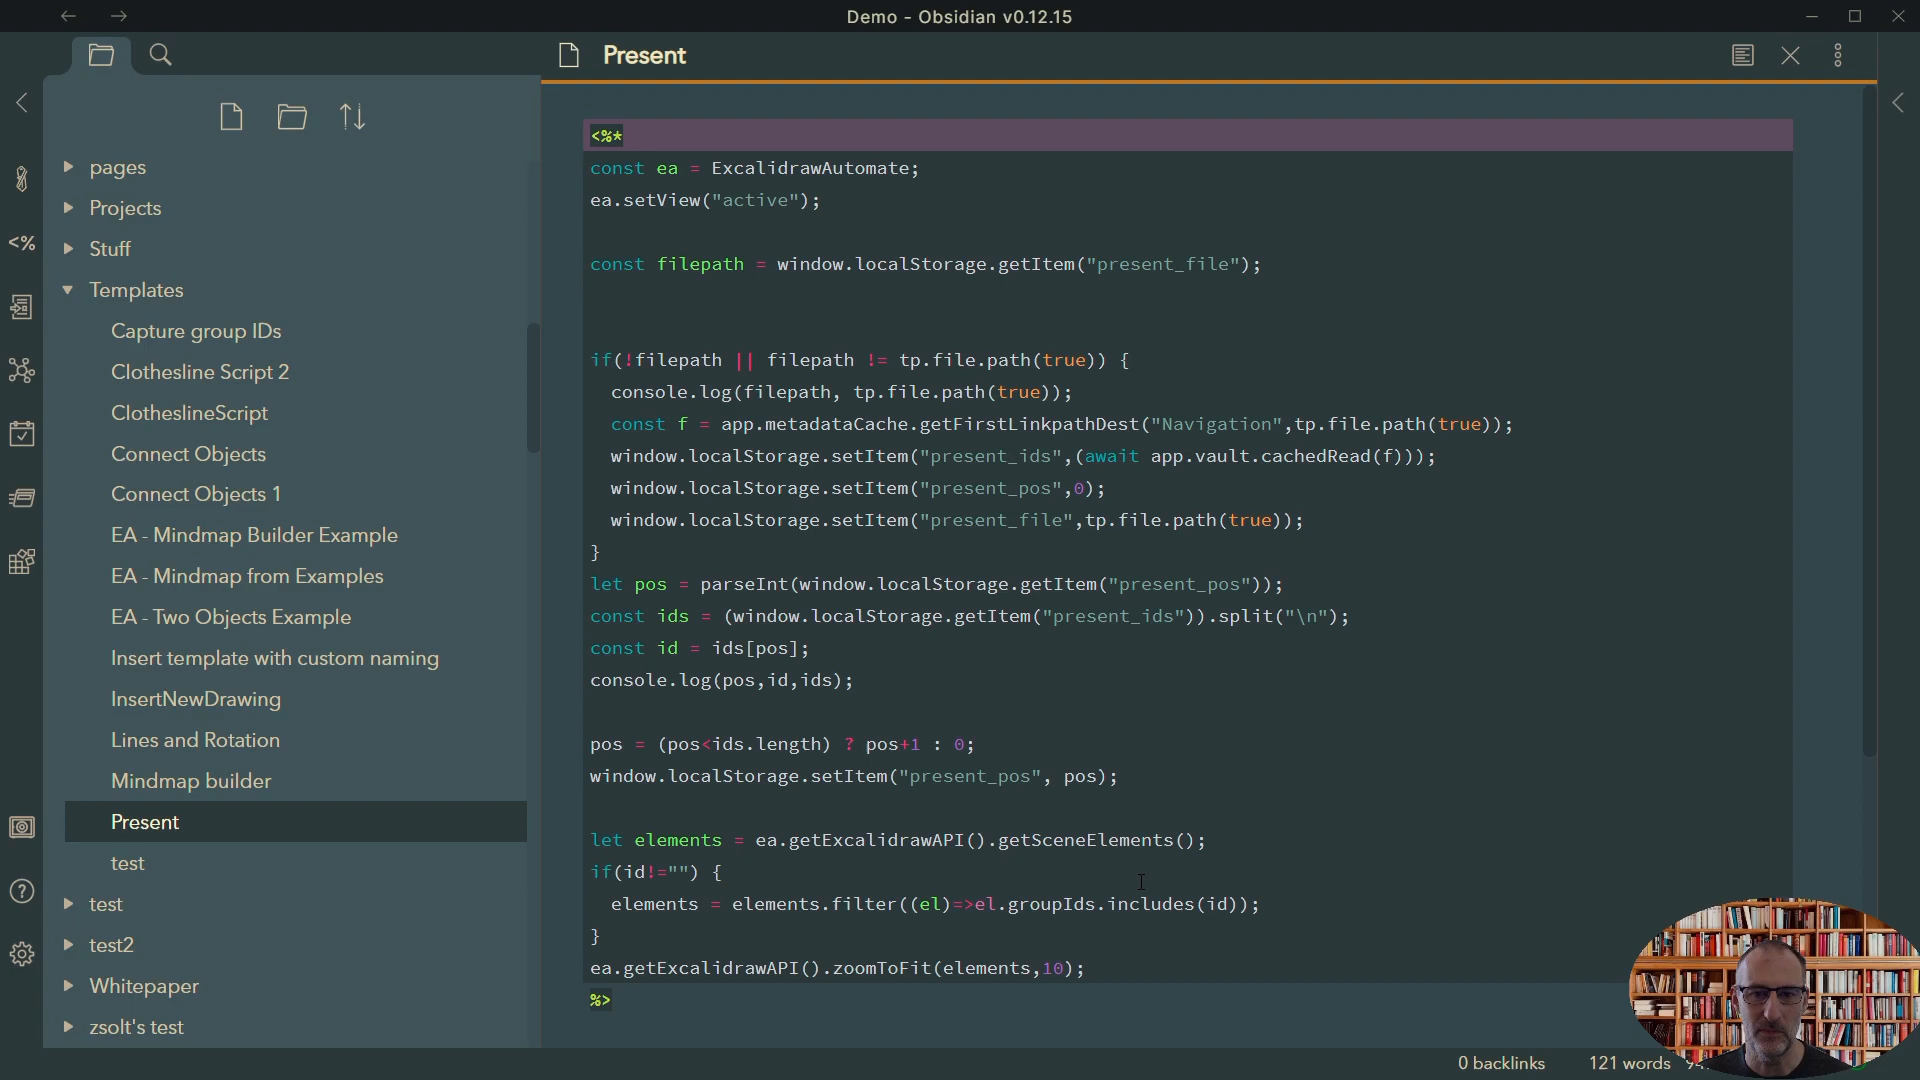 Demo - Obsidian v0.12.15
Present
pages
Projects
Stuff
Templates
Capture group IDs
Clothesline Script 2
ClotheslineScript
Connect Objects
Connect Objects 1
EA - Mindmap Builder Example
EA - Mindmap from Examples
EA - Two Objects Example
Insert template with custom naming
InsertNewDrawing
Lines and Rotation
Mindmap builder
Present
test
test
test2
Whitepaper
zsolt's test
<%
<%*
const ea = ExcalidrawAutomate;
ea.setView("active");
const filepath = window.localStorage.getItem("present_file");
if(!filepath || filepath != tp.file.path(true)) {
  console.log(filepath, tp.file.path(true));
  const f = app.metadataCache.getFirstLinkpathDest("Navigation",tp.file.path(true));
  window.localStorage.setItem("present_ids",(await app.vault.cachedRead(f)));
  window.localStorage.setItem("present_pos",0);
  window.localStorage.setItem("present_file",tp.file.path(true));
}
let pos = parseInt(window.localStorage.getItem("present_pos"));
const ids = (window.localStorage.getItem("present_ids")).split("\n");
const id = ids[pos];
console.log(pos,id,ids);
pos = (pos<ids.length) ? pos+1 : 0;
window.localStorage.setItem("present_pos", pos);
let elements = ea.getExcalidrawAPI().getSceneElements();
if(id!="") {
  elements = elements.filter((el)=>el.groupIds.includes(id));
}
ea.getExcalidrawAPI().zoomToFit(elements,10);
%>
0 backlinks
121 words